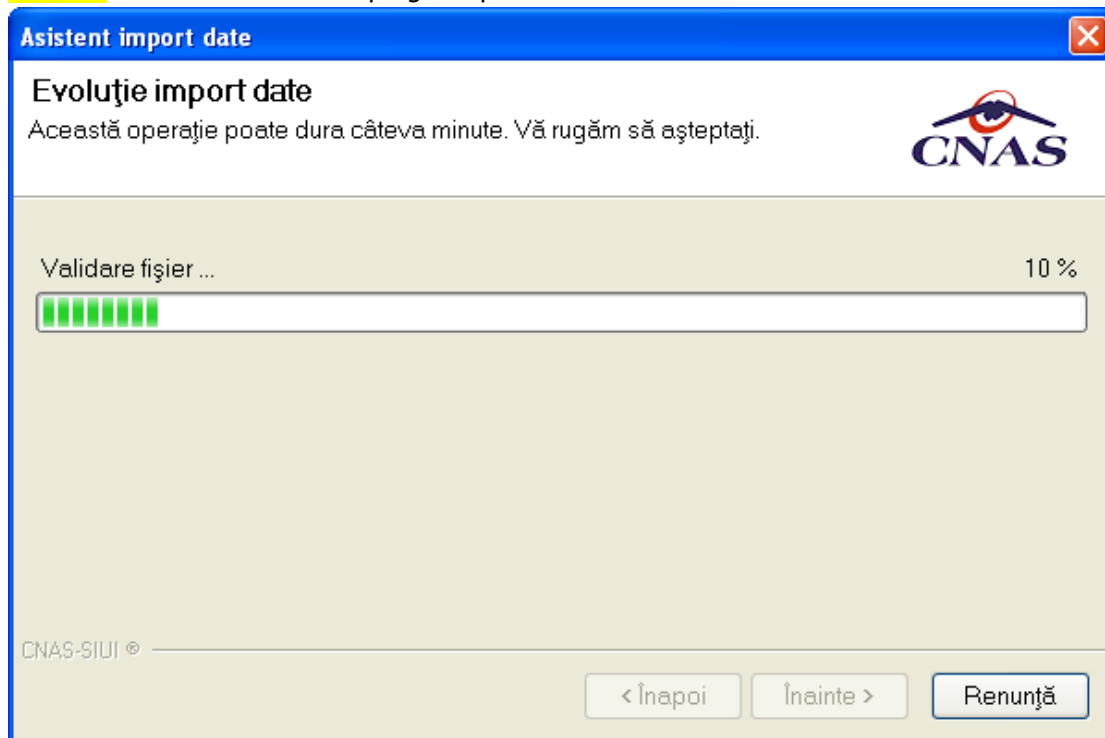 Asistent import date
Evoluţie import date
Această operaţie poate dura câteva minute. Vă rugăm să aşteptaţi.
CNAS
Validare fişier ...
10 %
CNAS-SIUI ®
< Înapoi
Înainte >
Renunţă